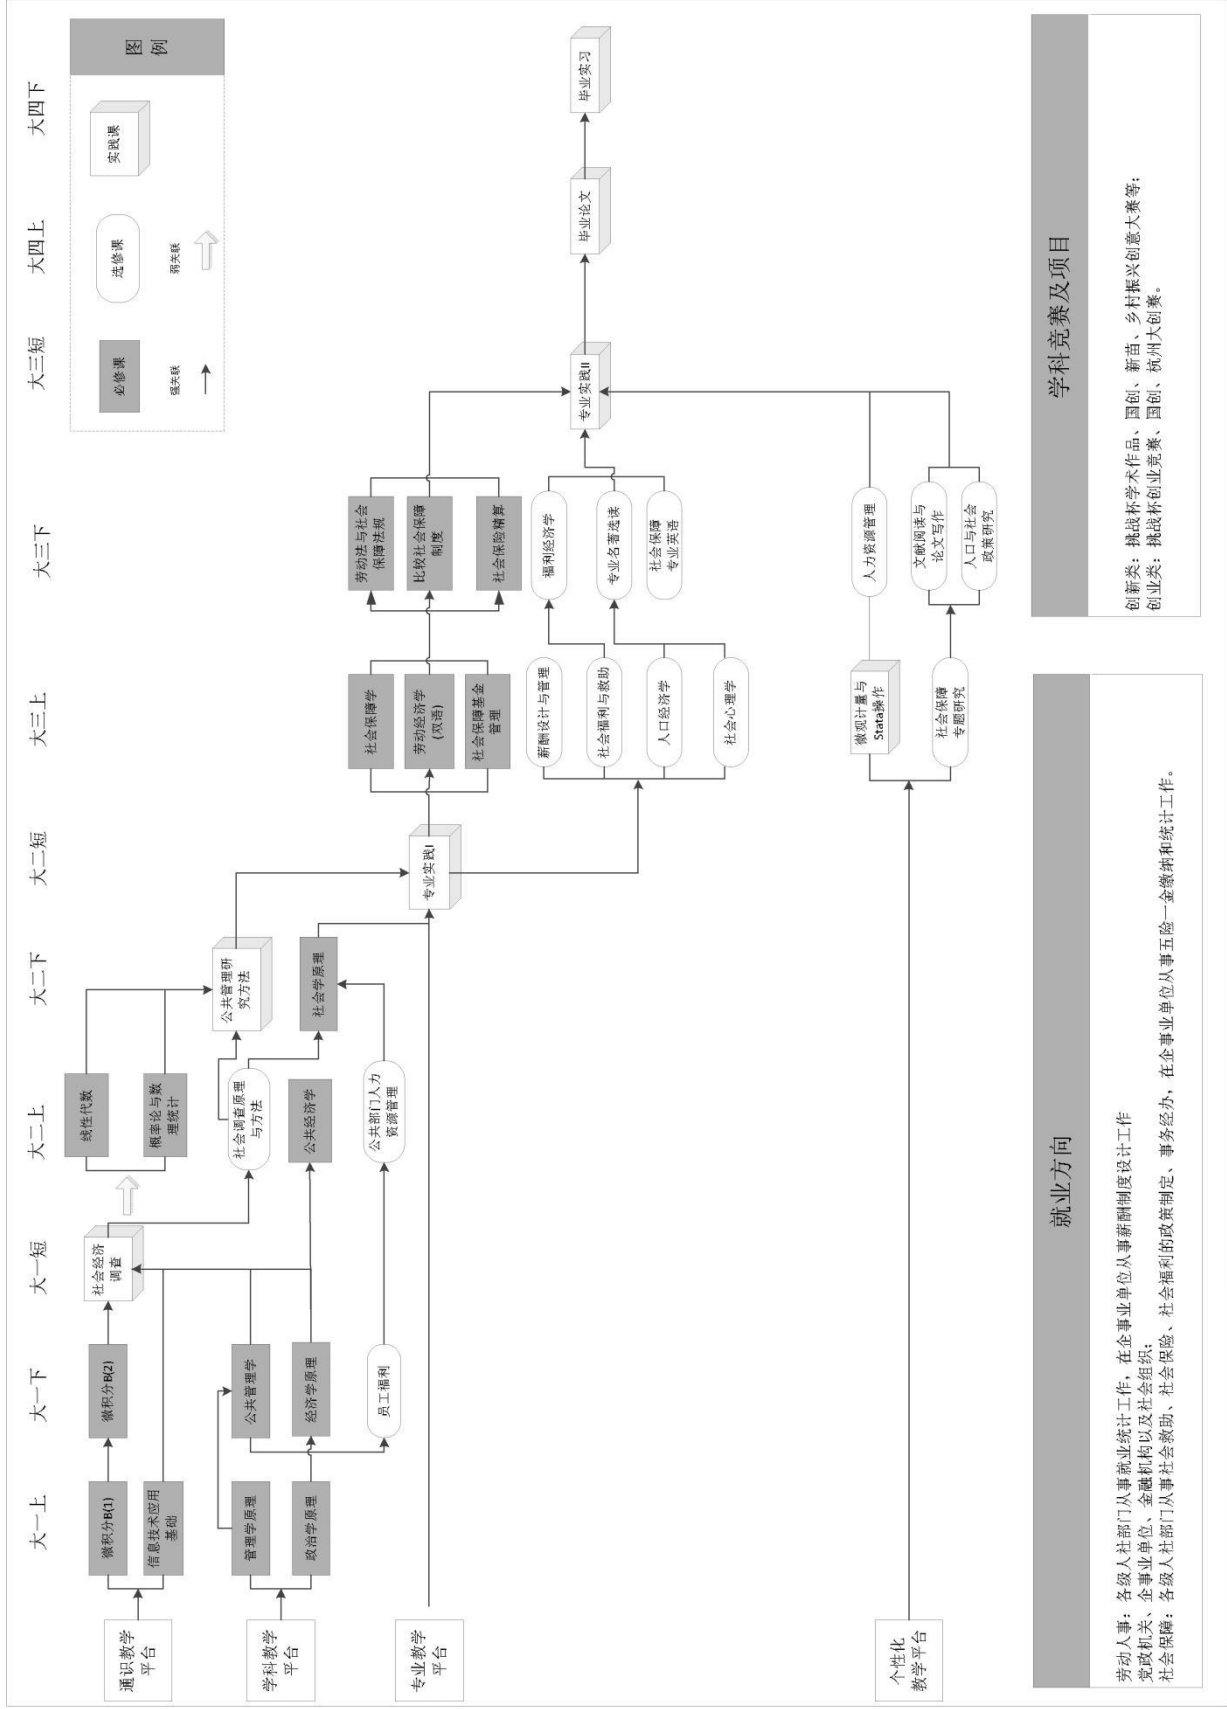 大一上
大一下
大一短
大二上
大二下
大二短
大三上
大三下
大三短
大四上
大四下
图
例
必修课
选修课
实践课
强关联
弱关联
通识教学
平台
微积分B(1)
微积分B(2)
信息技术应用
基础
社会经济
调查
线性代数
概率论与数
理统计
学科教学
平台
管理学原理
政治学原理
公共管理学
经济学原理
员工福利
社会调查原理
与方法
公共经济学
公共部门人力
资源管理
公共管理研
究方法
社会学原理
专业教学
平台
专业实践I
社会保障学
劳动经济学
(双语)
社会保障基金
管理
劳动法与社会
保障法规
比较社会保障
制度
社会保险精算
薪酬设计与管理
社会福利与救助
人口经济学
社会心理学
福利经济学
专业名著选读
社会保障
专业英语
专业实践II
毕业论文
毕业实习
个性化
教学平台
微观计量与
Stata操作
社会保障
专题研究
人力资源管理
文献阅读与
论文写作
人口与社会
政策研究
就业方向
劳动人事：各级人社部门从事就业统计工作，在企事业单位从事薪酬制度设计工作
党政机关、企事业单位、金融机构以及社会组织；
社会保障：各级人社部门从事社会救助、社会保险、社会福利的政策制定、事务经办，在企事业单位从事五险一金缴纳和统计工作。
学科竞赛及项目
创新类：挑战杯学术作品、国创、新苗、乡村振兴创意大赛等；
创业类：挑战杯创业竞赛、国创、杭州大创赛。